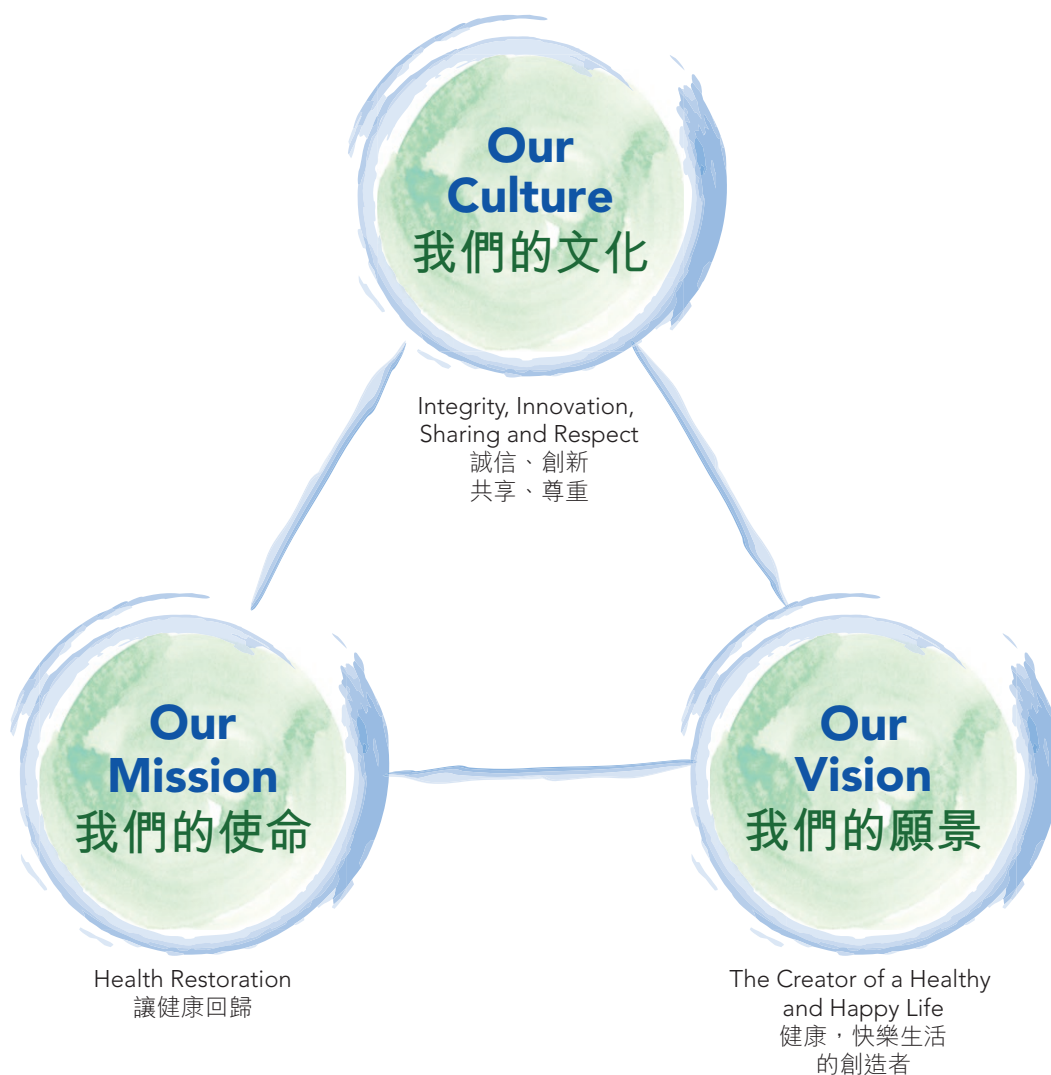 Our
Culture
我們的文化
Integrity, Innovation,
Sharing and Respect
誠信、創新
共享、尊重
Our
Mission
我們的使命
Health Restoration
讓健康回歸
Our
Vision
我們的願景
The Creator of a Healthy
and Happy Life
健康，快樂生活
的創造者